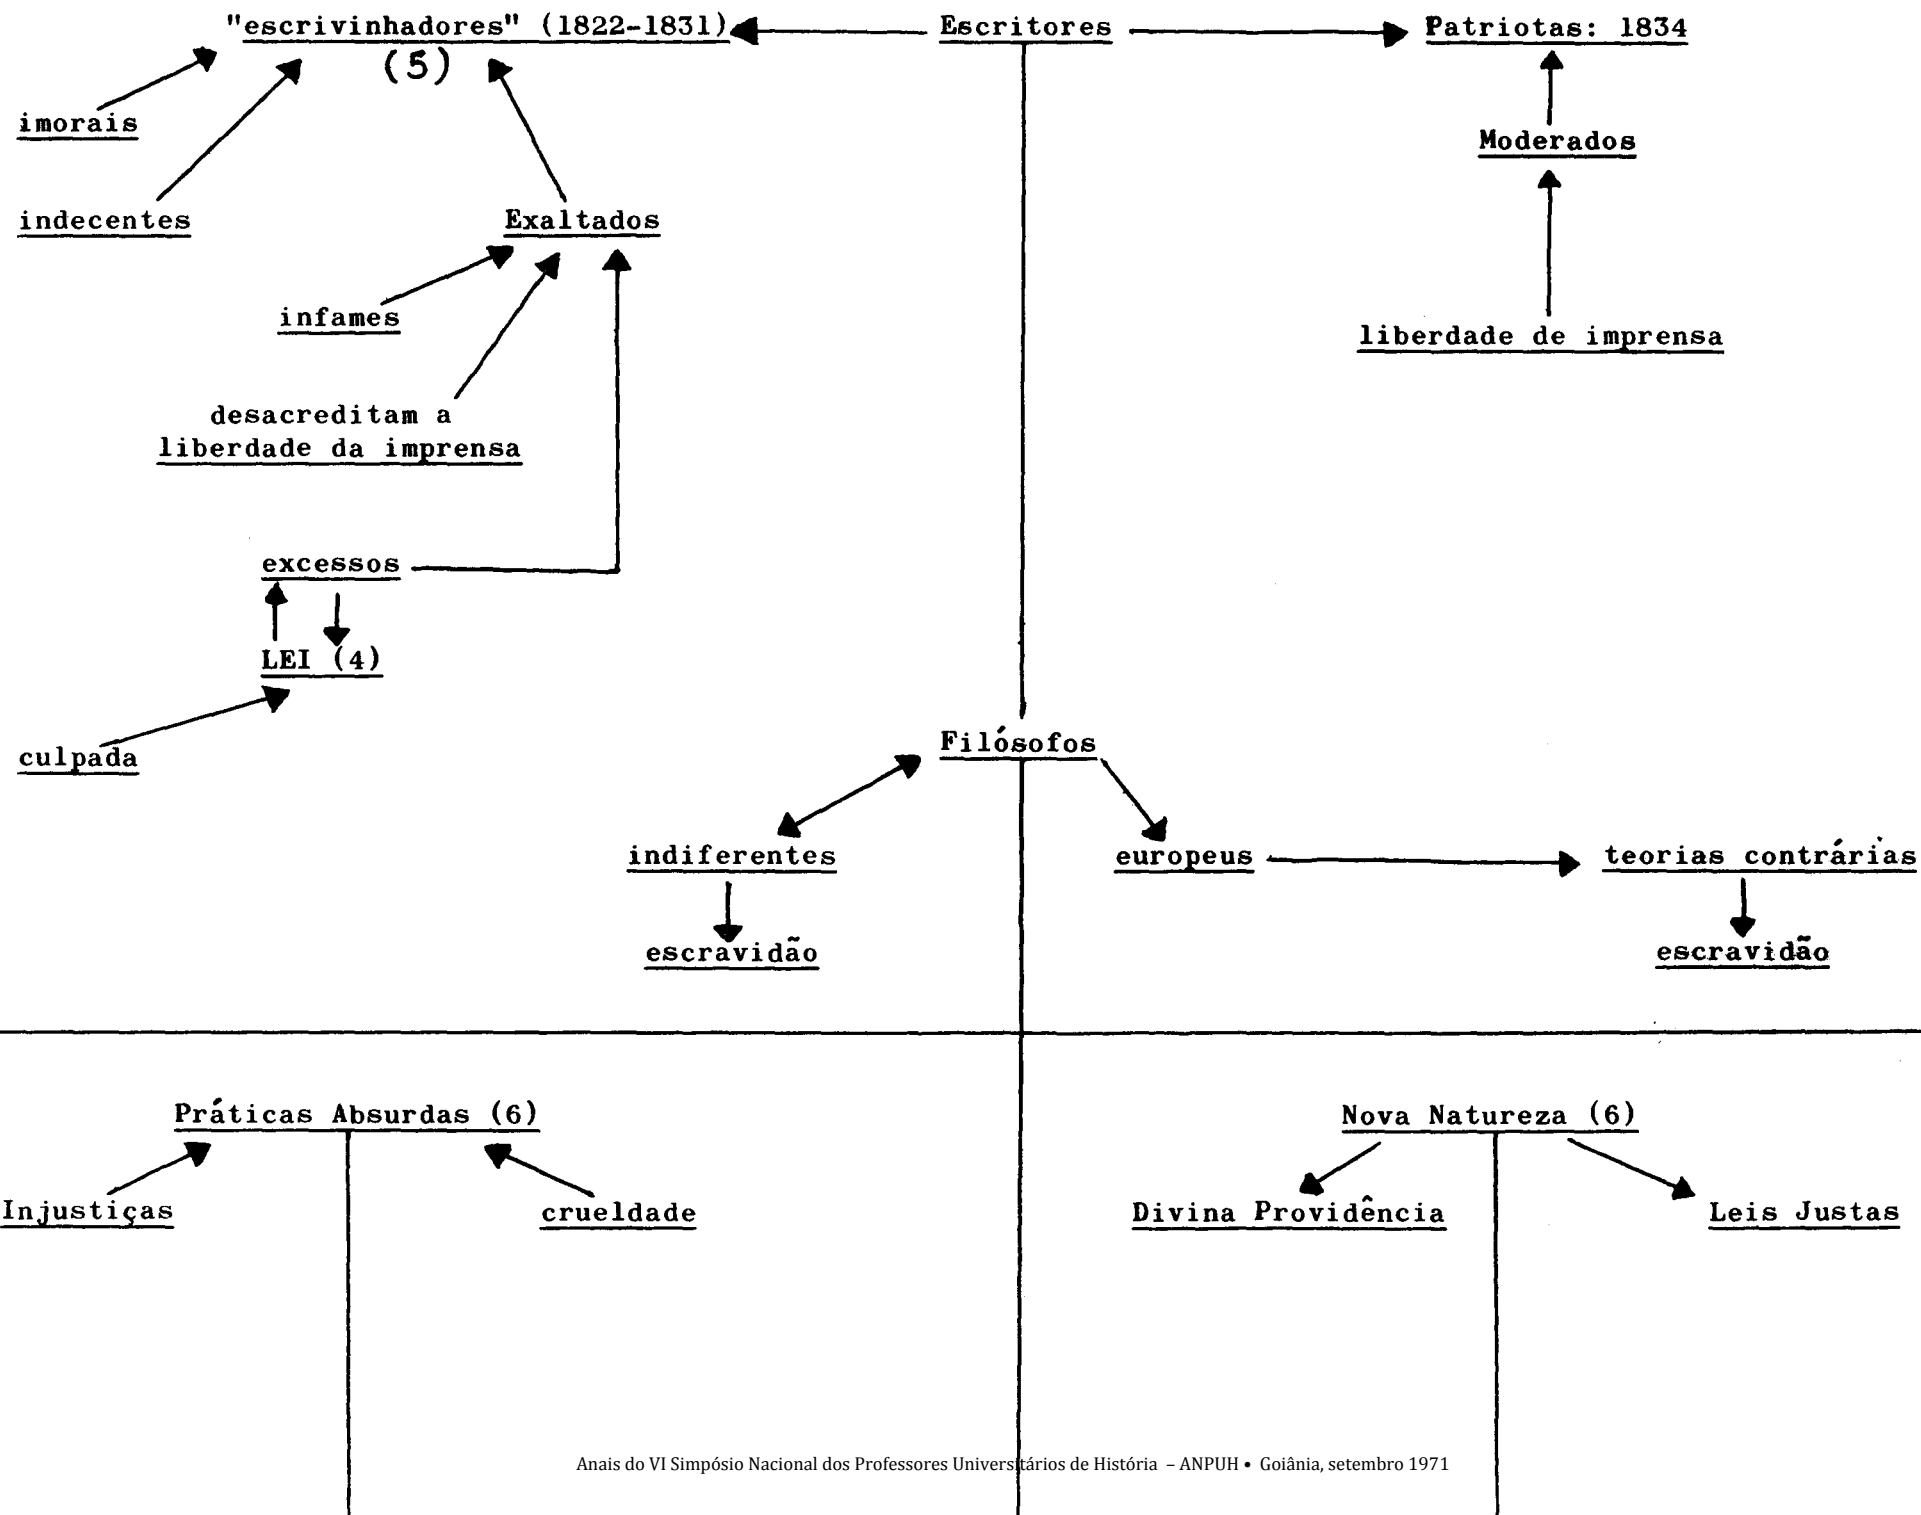 "escrivinhadores" (1822-1831)
Escritores
Patriotas: 1834
(5)
imorais
Moderados
indecentes
Exaltados
infames
liberdade de imprensa
desacreditam a
liberdade da imprensa
excessos
LEI (4)
culpada
Filósofos
indiferentes
europeus
teorias contrárias
escravidão
escravidão
Práticas Absurdas (6)
Nova Natureza (6)
Injustiças
crueldade
Divina Providência
Leis Justas
Anais do VI Simpósio Nacional dos Professores Universitários de História – ANPUH • Goiânia, setembro 1971